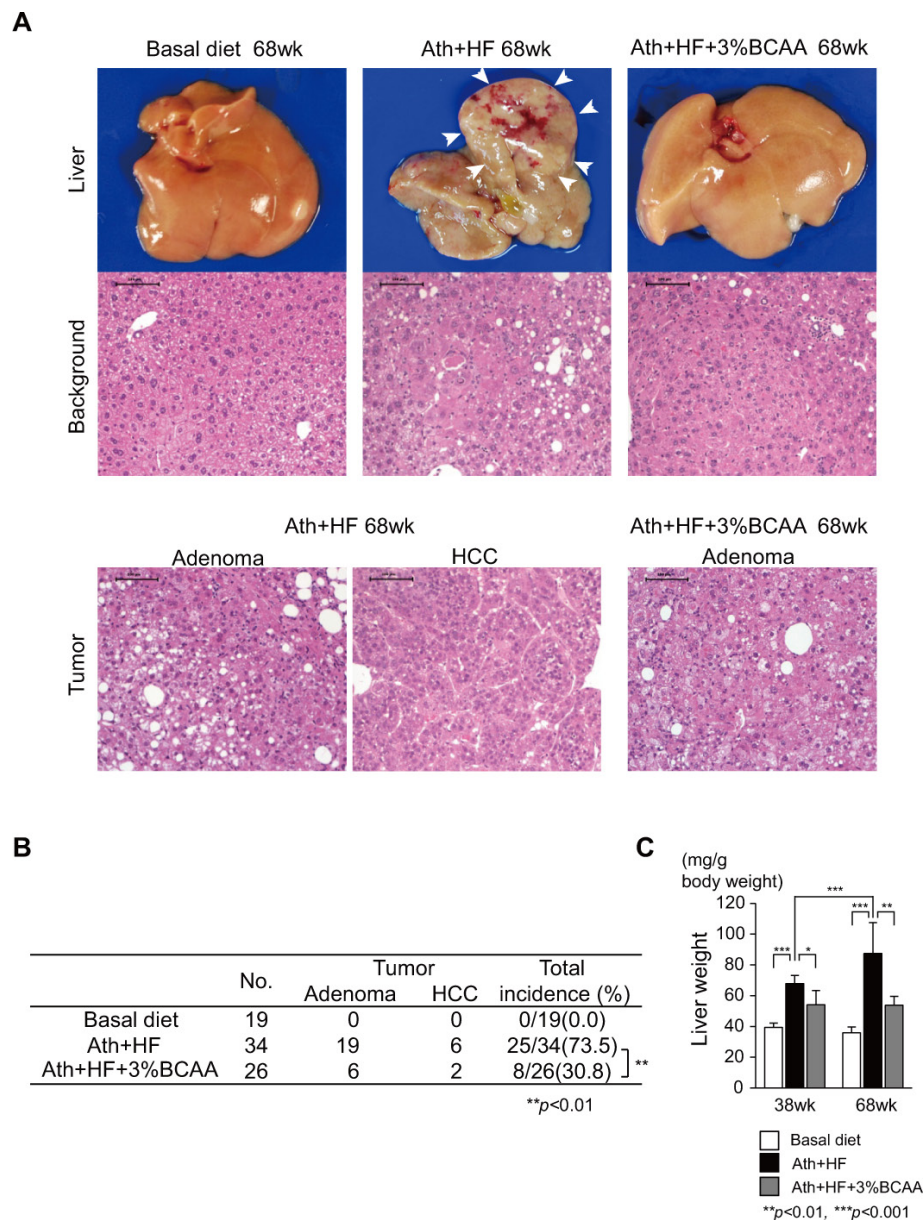 A
Basal diet 68wk
Ath+HF 68wk
Ath+HF+3%BCAA 68wk
Liver
Background
Ath+HF 68wk
Ath+HF+3%BCAA 68wk
Adenoma
HCC
Adenoma
Tumor
B
No.
Tumor
Total
Adenoma
HCC
incidence (%)
Basal diet 19 0 0 0/19(0.0)
Ath+HF 34 19 6 25/34(73.5)
Ath+HF+3%BCAA 26 6 2 8/26(30.8)
**
**p<0.01
C
(mg/g
body weight)
***
*** **
*** *
Liver weight
120
100
80
60
40
20
0
38wk 68wk
Basal diet
Ath+HF
Ath+HF+3%BCAA
**p<0.01, ***p<0.001